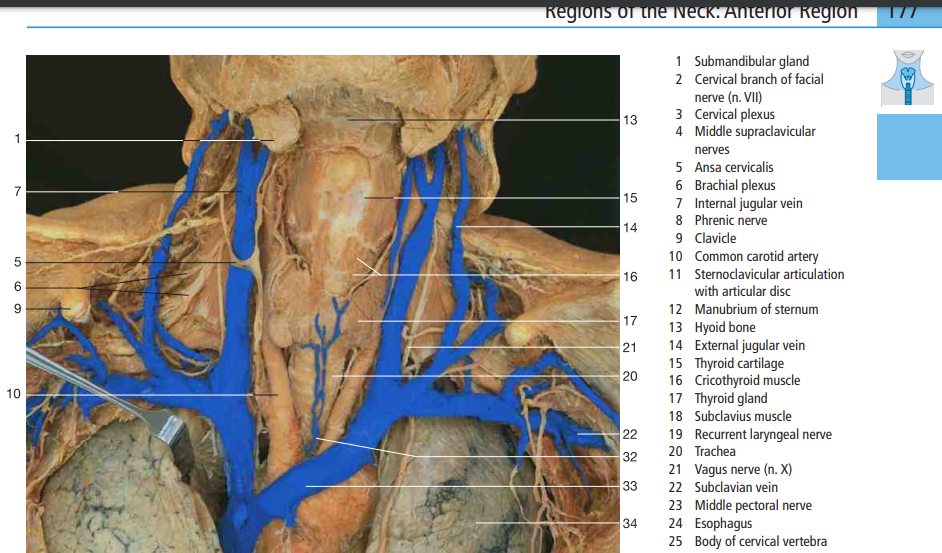 Regions of the Neck: Anterior Region 177
1 Submandibular gland
2 Cervical branch of facial
nerve (n. VII)
3 Cervical plexus
4 Middle supraclavicular
nerves
5 Ansa cervicalis
6 Brachial plexus
7 Internal jugular vein
8 Phrenic nerve
9 Clavicle
10 Common carotid artery
11 Sternoclavicular articulation
with articular disc
12 Manubrium of sternum
13 Hyoid bone
14 External jugular vein
15 Thyroid cartilage
16 Cricothyroid muscle
17 Thyroid gland
18 Subclavius muscle
19 Recurrent laryngeal nerve
20 Trachea
21 Vagus nerve (n. X)
22 Subclavian vein
23 Middle pectoral nerve
24 Esophagus
25 Body of cervical vertebra
1
7
5
6
9
10
13
15
14
16
17
21
20
22
32
33
34